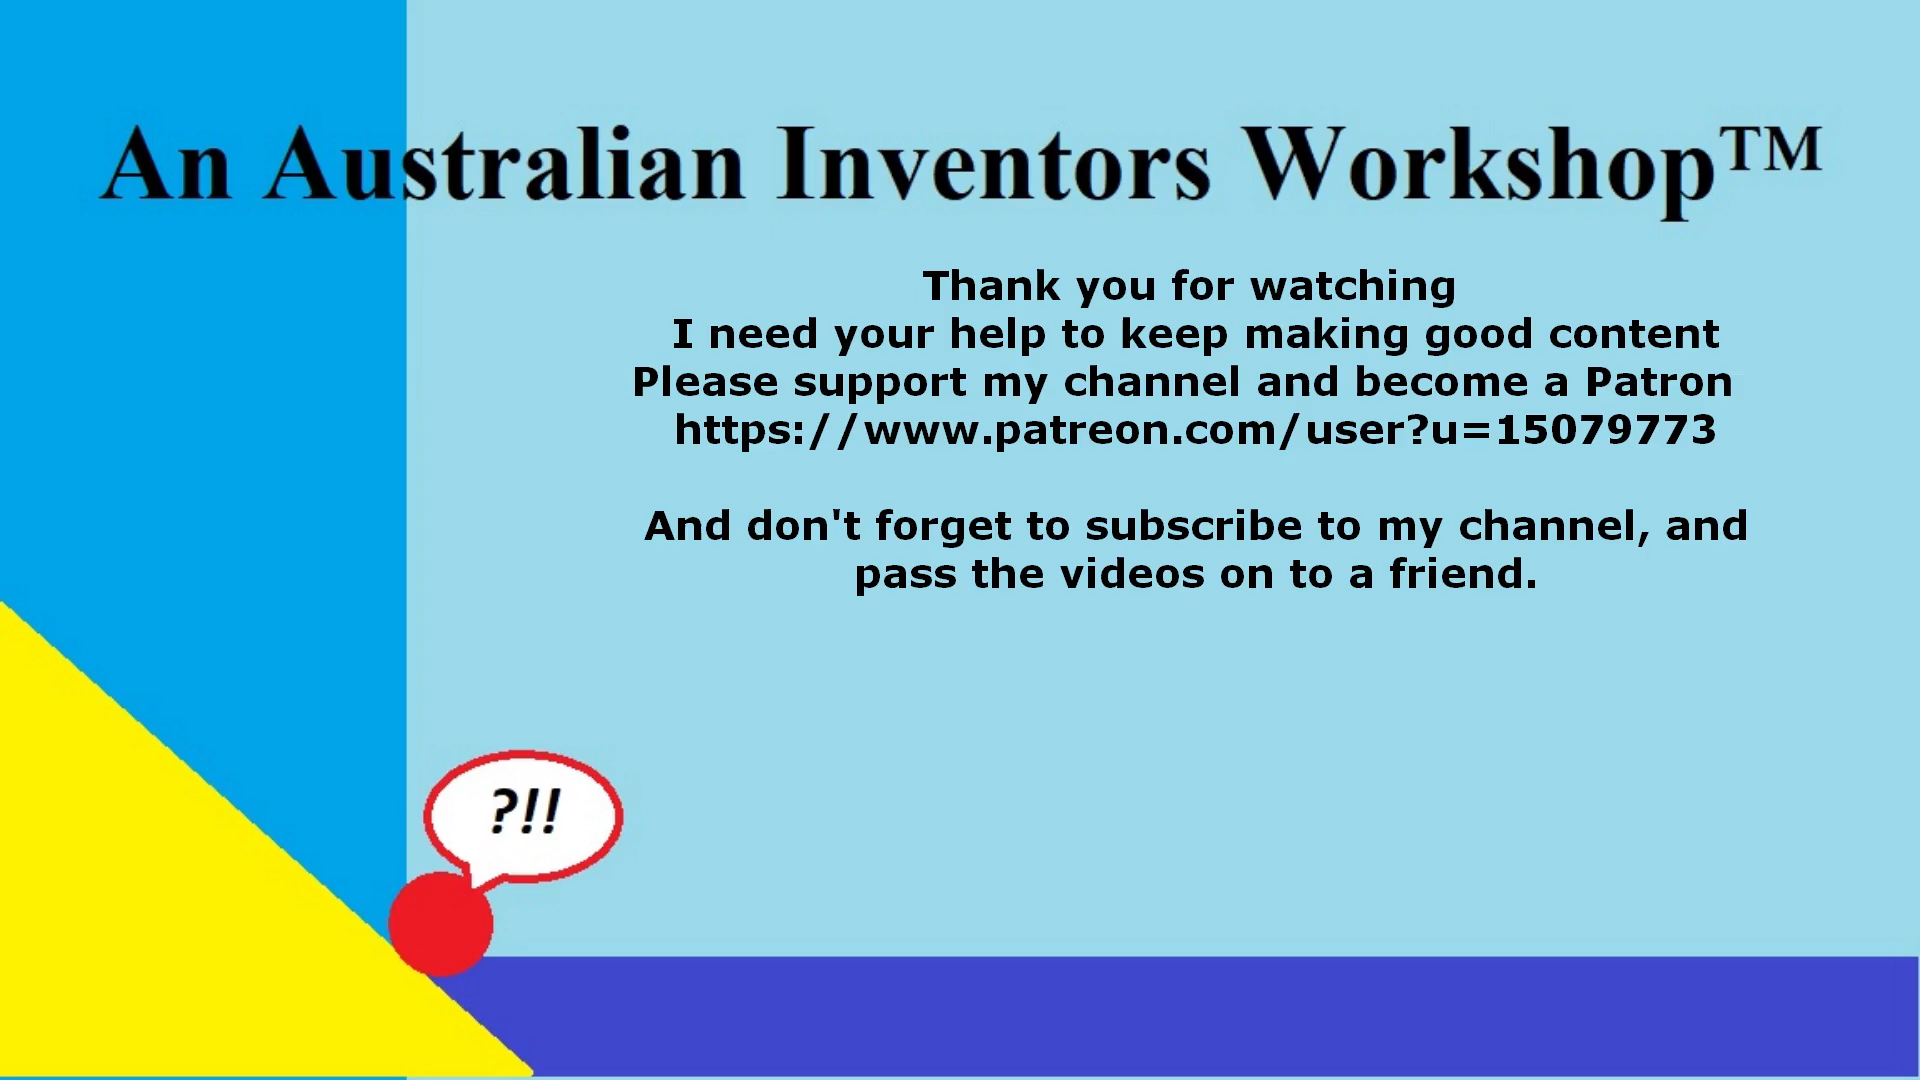 An Australian Inventors Workshop™
Thank you for watching
I need your help to keep making good content
Please support my channel and become a Patron
https://www.patreon.com/user?u=15079773
And don't forget to subscribe to my channel, and
pass the videos on to a friend.
?!!